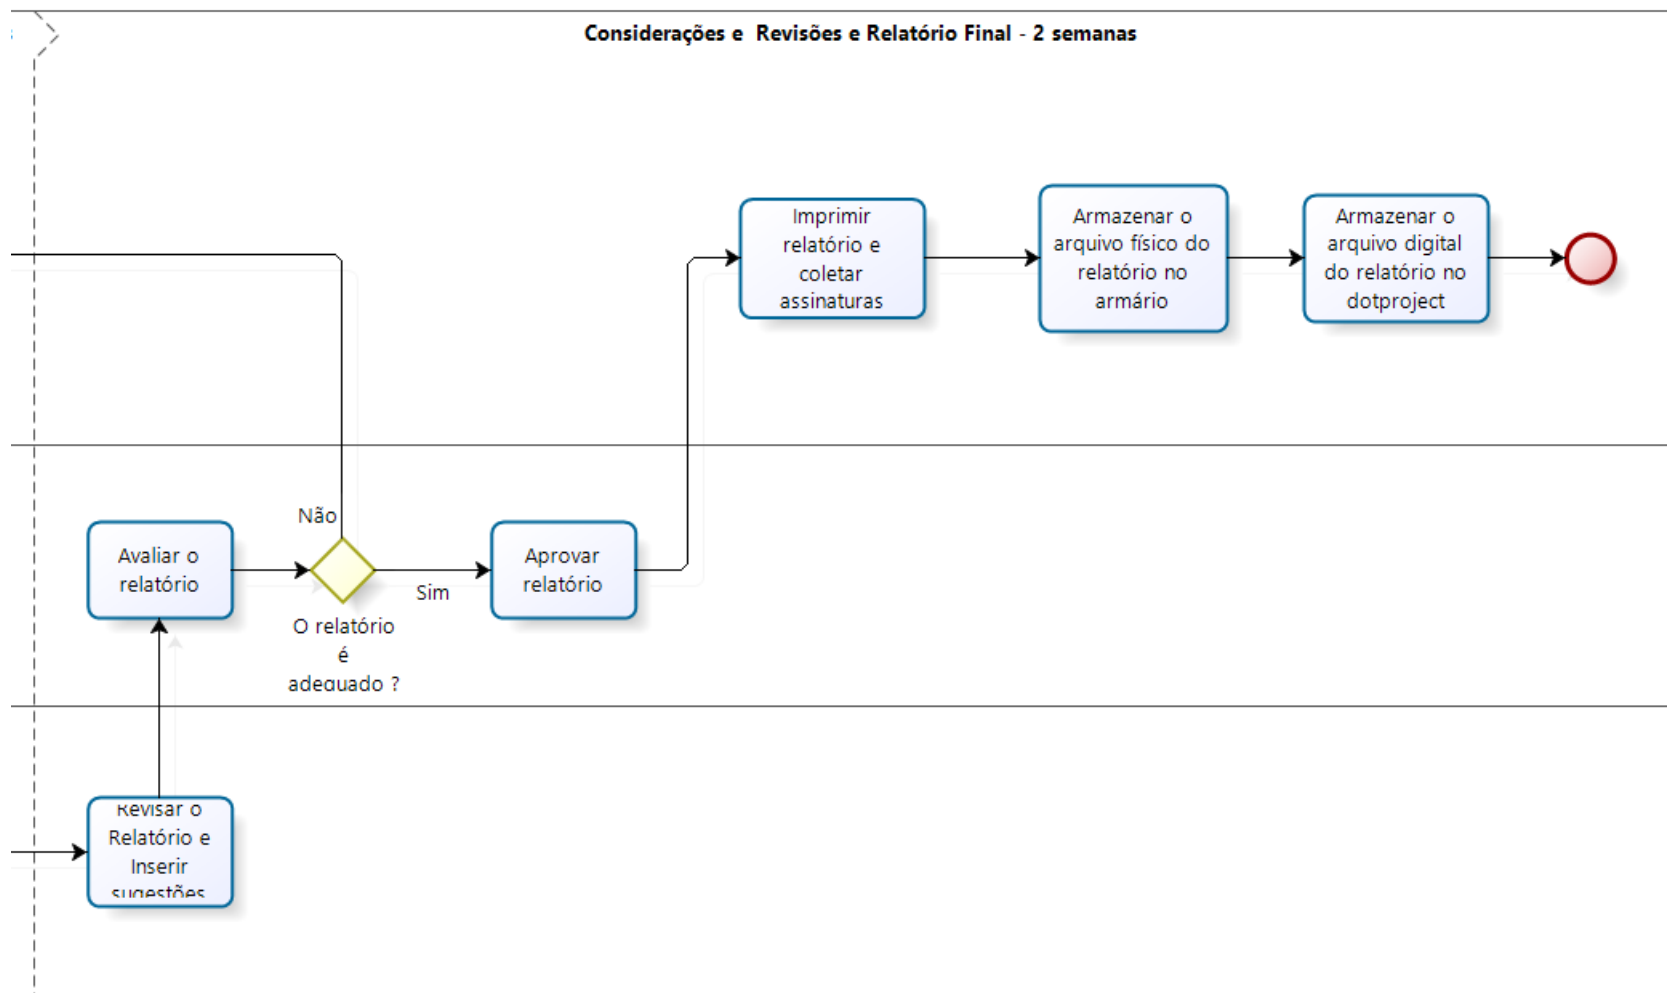 Considerações e  Revisões e Relatório Final - 2 semanas
Imprimir
relatório e
coletar
assinaturas
Armazenar o
arquivo físico do
relatório no
armário
Armazenar o
arquivo digital
do relatório no
dotproject
Não
Avaliar o
relatório
Sim
Aprovar
relatório
O relatório
é
adequado ?
Revisar o
Relatório e
Inserir
sugestões